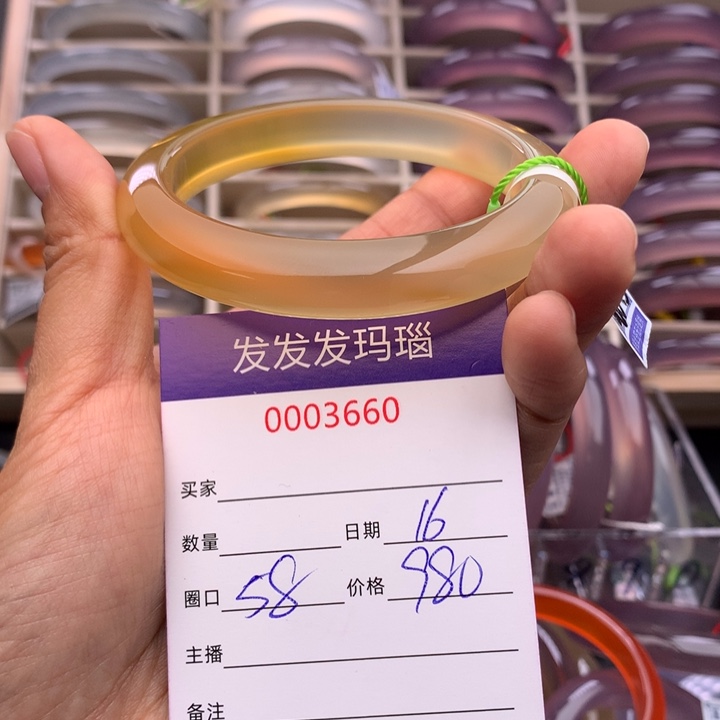 发发发玛瑙
0003660
买家
数量 日期 16
圈口 58 价格 980
主播
备注